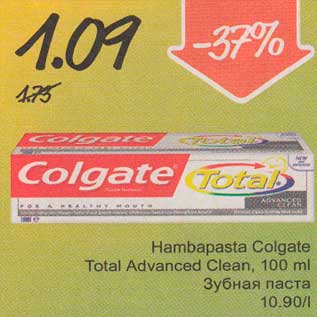 1.09
-37%
1.75
Colgate
Total
NEW
ADVANCED
CLEAN
FOR A HEALTHY MOUTH
Hambapasta Colgate
Total Advanced Clean, 100 ml
Зубная паста
10.90/l